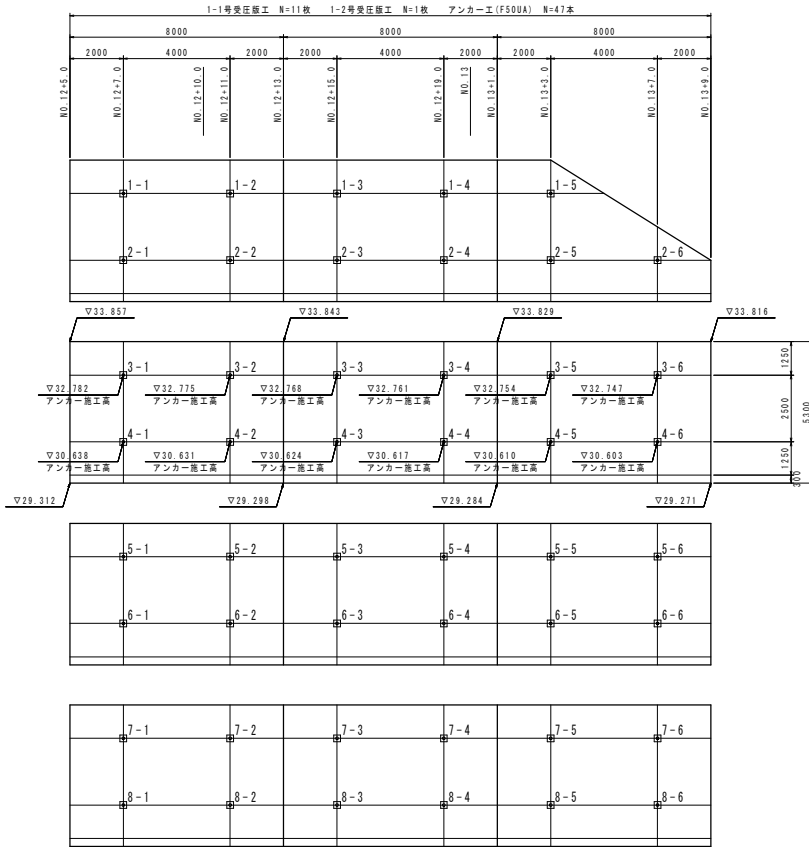 1-1号受圧版工 N=11枚 1-2号受圧版工 N=1枚 アンカー工(F50UA) N=47本
8000 8000 8000
2000 4000 2000 2000 4000 2000 2000 4000 2000
NO.12+5.0
NO.12+7.0
NO.12+10.0
NO.12+11.0
NO.12+13.0
NO.12+15.0
NO.12+19.0
NO.13
NO.13+1.0
NO.13+3.0
NO.13+7.0
NO.13+9.0
1-1 1-2 1-3 1-4 1-5
2-1 2-2 2-3 2-4 2-5 2-6
▽33.857 ▽33.843 ▽33.829 ▽33.816
3-1 3-2 3-3 3-4 3-5 3-6
▽32.782 ▽32.775 ▽32.768 ▽32.761 ▽32.754 ▽32.747
アンカー施工高 アンカー施工高 アンカー施工高 アンカー施工高 アンカー施工高 アンカー施工高
4-1 4-2 4-3 4-4 4-5 4-6
▽30.638 ▽30.631 ▽30.624 ▽30.617 ▽30.610 ▽30.603
アンカー施工高 アンカー施工高 アンカー施工高 アンカー施工高 アンカー施工高 アンカー施工高
1250
2500
1250
300
5300
▽29.312 ▽29.298 ▽29.284 ▽29.271
5-1 5-2 5-3 5-4 5-5 5-6
6-1 6-2 6-3 6-4 6-5 6-6
7-1 7-2 7-3 7-4 7-5 7-6
8-1 8-2 8-3 8-4 8-5 8-6